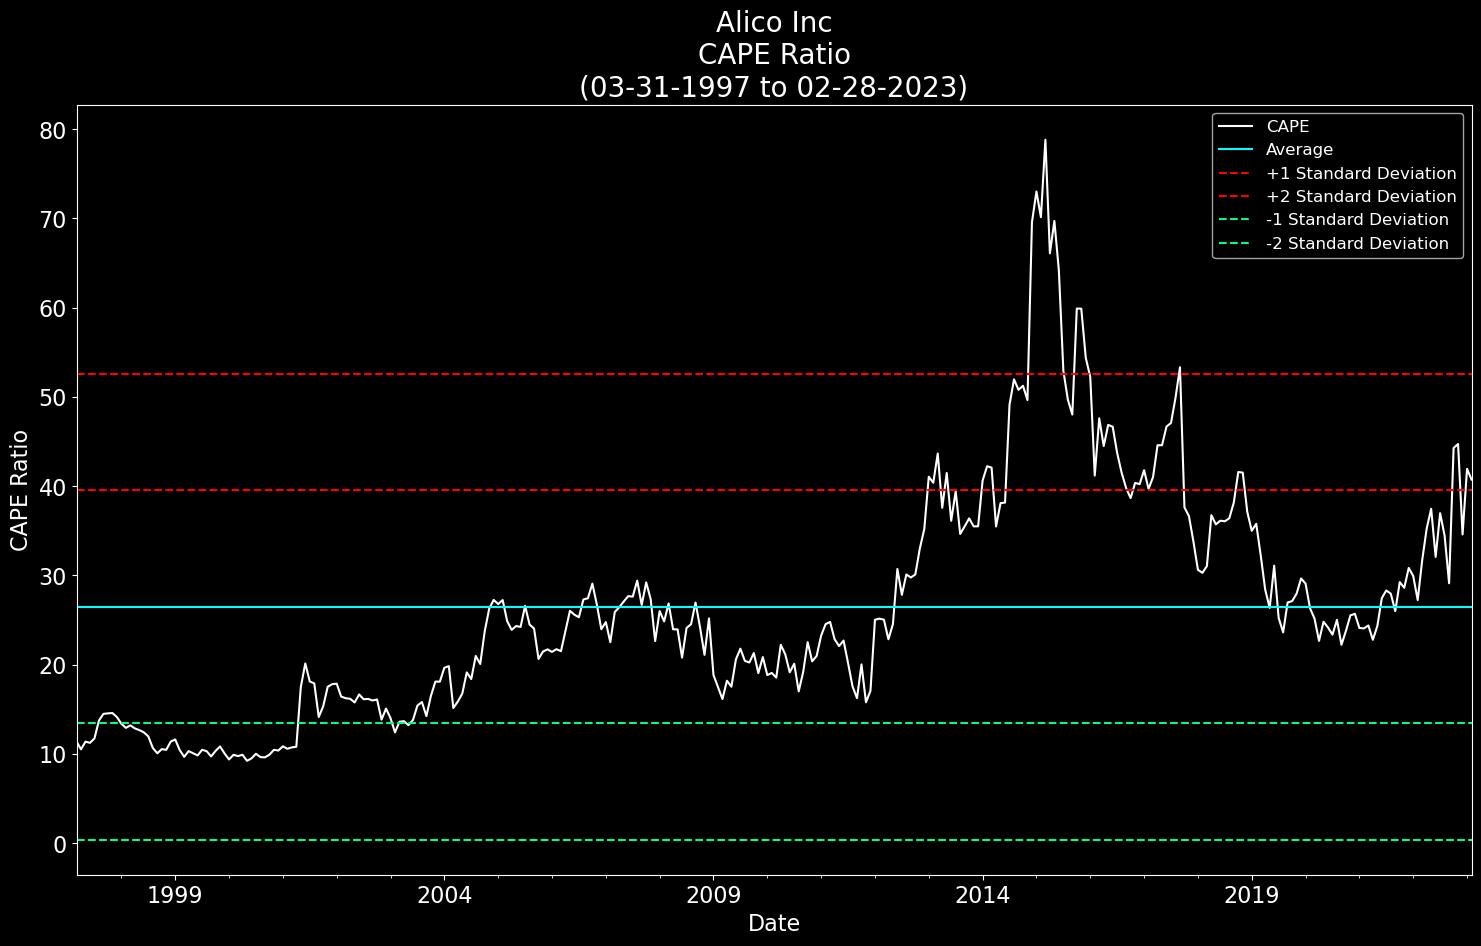 Alico Inc
CAPE Ratio
(03-31-1997 to 02-28-2023)
CAPE
Average
+1 Standard Deviation
+2 Standard Deviation
-1 Standard Deviation
-2 Standard Deviation
CAPE Ratio
80
70
60
50
40
30
20
10
0
1999
2004
2009
2014
2019
Date